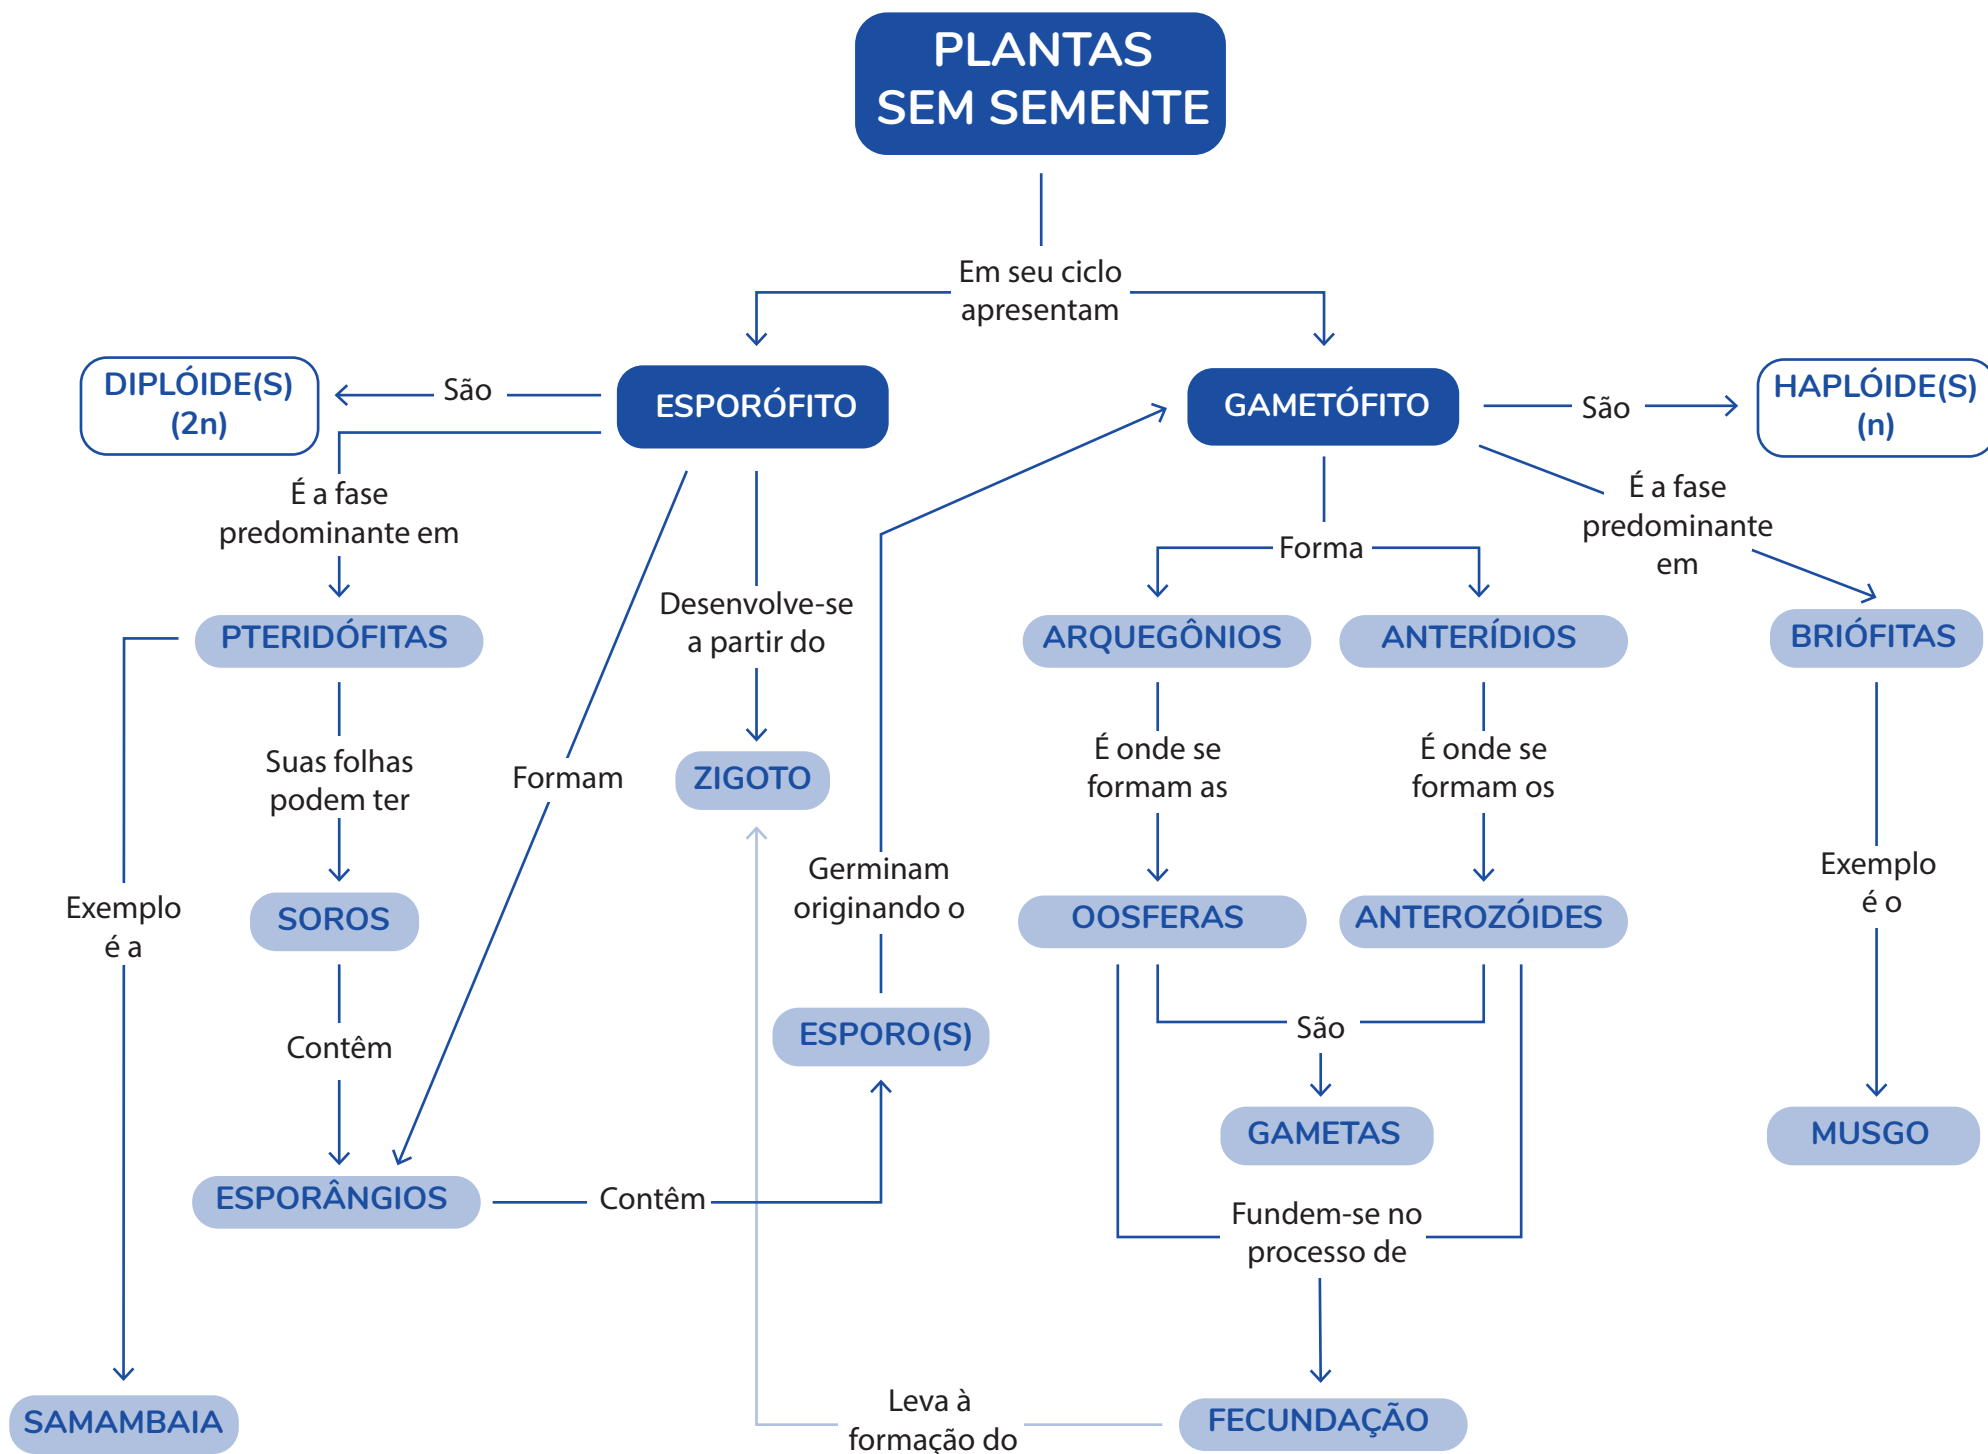 PLANTAS
SEM SEMENTE
Em seu ciclo
apresentam
DIPLÓIDE(S)
(2n)
São
ESPORÓFITO
GAMETÓFITO
São
HAPLÓIDE(S)
(n)
É a fase
predominante em
É a fase
predominante
em
Forma
Desenvolve-se
a partir do
PTERIDÓFITAS
ARQUEGÔNIOS
ANTERÍDIOS
BRIÓFITAS
Suas folhas
podem ter
Formam
ZIGOTO
É onde se
formam as
É onde se
formam os
Germinam
originando o
Exemplo
é o
Exemplo
é a
SOROS
OOSFERAS
ANTEROZÓIDES
Contêm
ESPORO(S)
São
GAMETAS
MUSGO
ESPORÂNGIOS
Contêm
Fundem-se no
processo de
SAMAMBAIA
Leva à
formação do
FECUNDAÇÃO